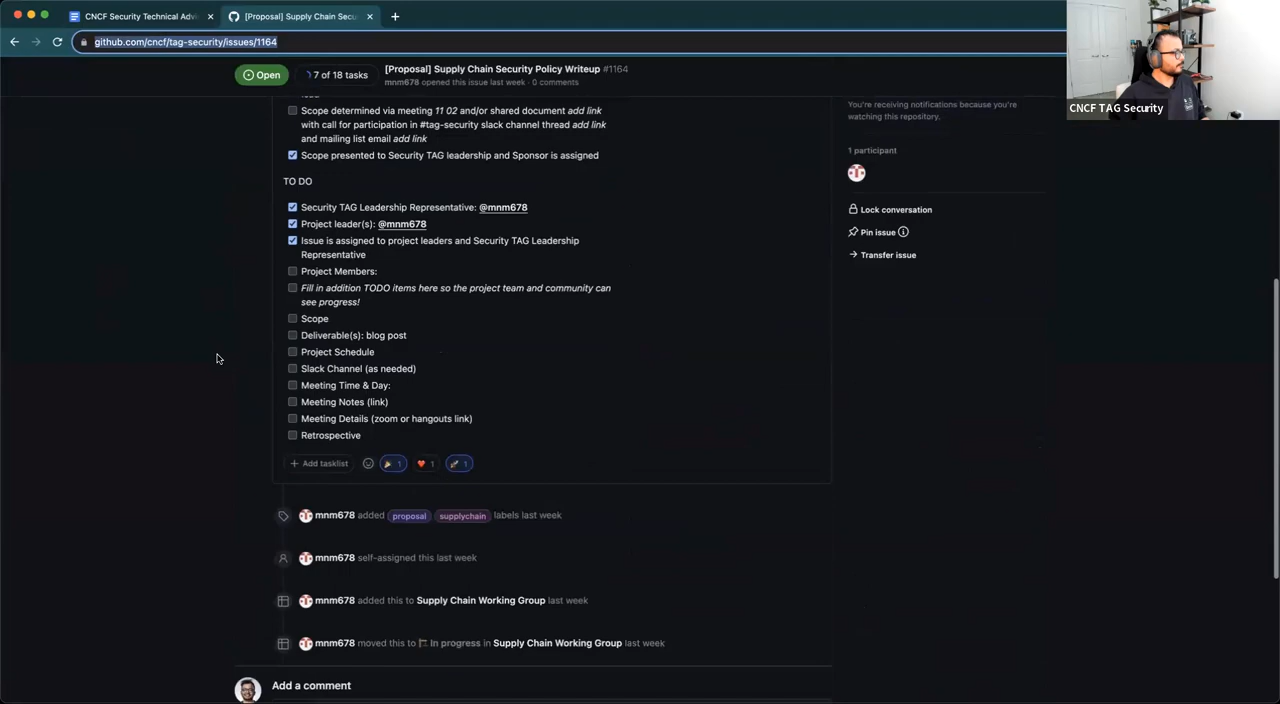 CNCF Security Technical Advi
[Proposal] Supply Chain Secu
github.com/cncf/tag-security/issues/1164
Open
7 of 18 tasks
[Proposal] Supply Chain Security Policy Writeup #1164
mnm678 opened this issue last week · 0 comments
CNCF TAG Security
Scope determined via meeting 11 02 and/or shared document add link
with call for participation in #tag-security slack channel thread add link
and mailing list email add link
Scope presented to Security TAG leadership and Sponsor is assigned
TO DO
Security TAG Leadership Representative: @mnm678
Project leader(s): @mnm678
Issue is assigned to project leaders and Security TAG Leadership
Representative
Project Members:
Fill in addition TODO items here so the project team and community can
see progress!
Scope
Deliverable(s): blog post
Project Schedule
Slack Channel (as needed)
Meeting Time & Day:
Meeting Notes (link)
Meeting Details (zoom or hangouts link)
Retrospective
Add tasklist
1
1
1
mnm678 added proposal supplychain labels last week
mnm678 self-assigned this last week
mnm678 added this to Supply Chain Working Group last week
mnm678 moved this to In progress in Supply Chain Working Group last week
Add a comment
You're receiving notifications because you're
watching this repository.
1 participant
Lock conversation
Pin issue
Transfer issue